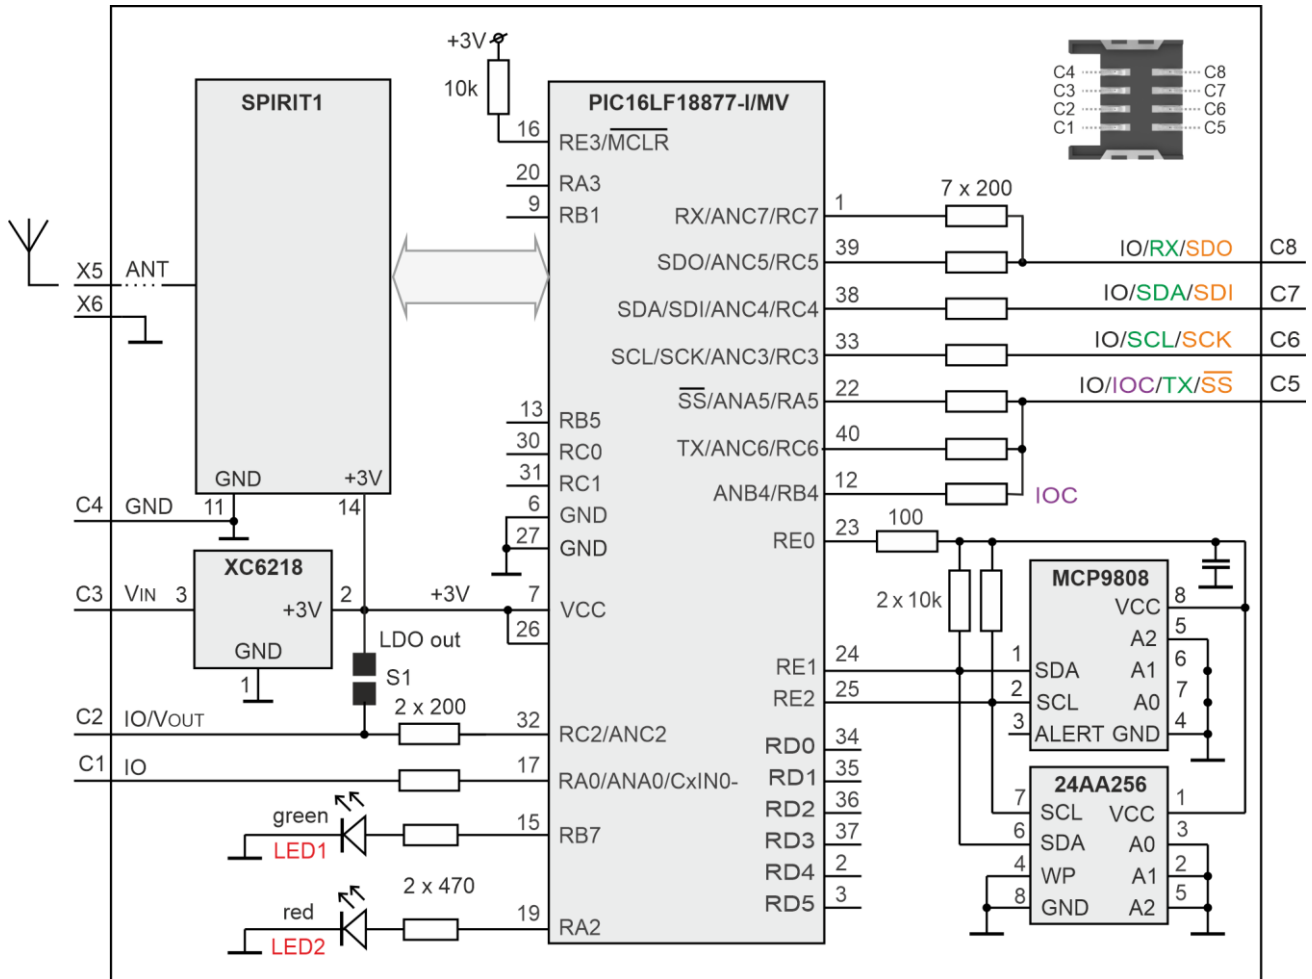 +3V
10k
SPIRIT1
PIC16LF18877-I/MV
C4 C8
C3 C7
C2 C6
C1 C5
16 RE3/MCLR
20 RA3
9 RB1
7 x 200
RX/ANC7/RC7 1
SDO/ANC5/RC5 39 IO/RX/SDO C8
SDA/SDI/ANC4/RC4 38 IO/SDA/SDI C7
SCL/SCK/ANC3/RC3 33 IO/SCL/SCK C6
SS/ANA5/RA5 22 IO/IOC/TX/SS C5
TX/ANC6/RC6 40
ANB4/RB4 12 IOC
RE0 23 100
X5 ANT
X6
13 RB5
30 RC0
31 RC1
6 GND
27 GND
GND +3V
11 14
C4 GND
XC6218
C3 VIN 3 +3V 2 +3V 7 VCC
26
GND
1
LDO out
S1
2 x 10k
MCP9808
VCC 8
A2 5
RE1 24 1 SDA A1 6
RE2 25 2 SCL A0 7
3 ALERT GND 4
C2 IO/VOUT 2 x 200 32 RC2/ANC2
C1 IO 17 RA0/ANA0/CxIN0-
RD0 34
RD1 35
RD2 36
RD3 37
RD4 2
RD5 3
24AA256
7 SCL VCC 1
6 SDA A0 3
4 WP A1 2
8 GND A2 5
green
LED1
15 RB7
2 x 470
red
LED2
19 RA2